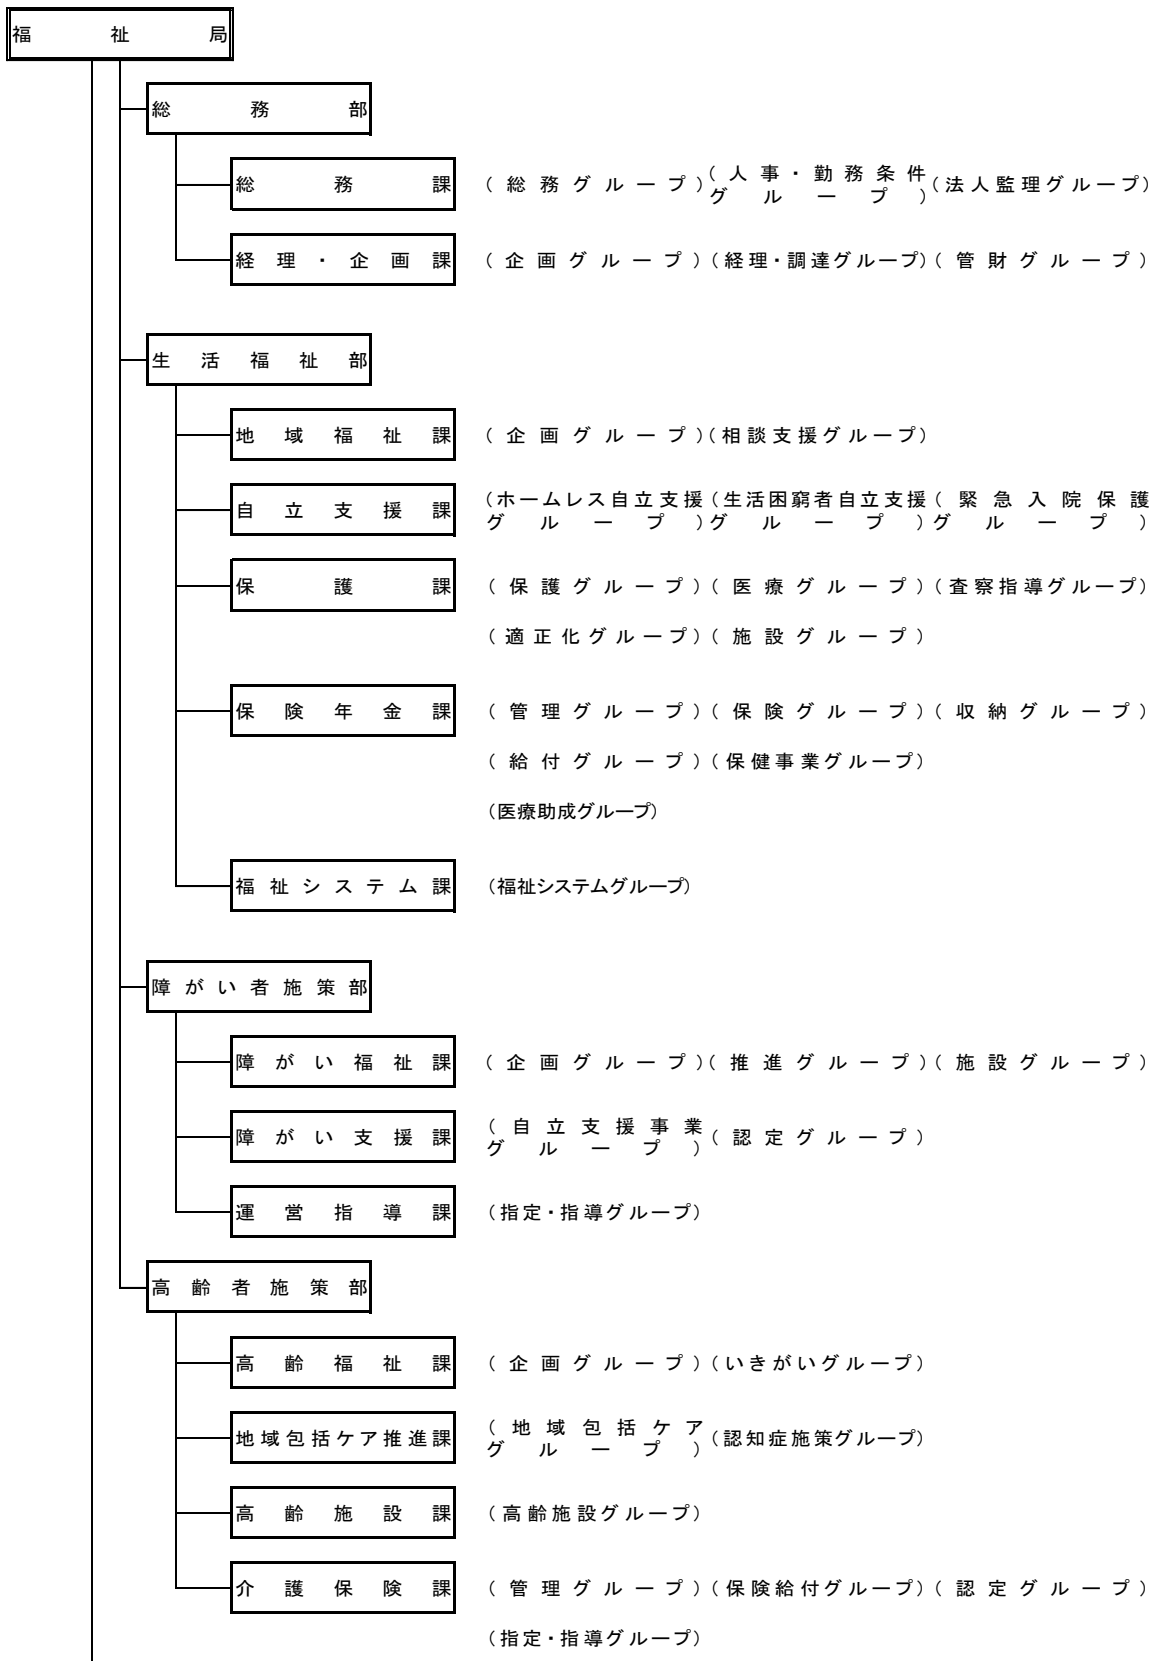 福祉局
総務部
総務課 (総務グループ)(人事・勤務条件グループ)(法人監理グループ)
経理・企画課 (企画グループ)(経理・調達グループ)(管財グループ)
生活福祉部
地域福祉課 (企画グループ)(相談支援グループ)
自立支援課 (ホームレス自立支援グループ)(生活困窮者自立支援グループ)(緊急入院保護グループ)
保護課 (保護グループ)(医療グループ)(査察指導グループ)
(適正化グループ)(施設グループ)
保険年金課 (管理グループ)(保険グループ)(収納グループ)
(給付グループ)(保健事業グループ)
(医療助成グループ)
福祉システム課 (福祉システムグループ)
障がい者施策部
障がい福祉課 (企画グループ)(推進グループ)(施設グループ)
障がい支援課 (自立支援事業グループ)(認定グループ)
運営指導課 (指定・指導グループ)
高齢者施策部
高齢福祉課 (企画グループ)(いきがいグループ)
地域包括ケア推進課 (地域包括ケアグループ)(認知症施策グループ)
高齢施設課 (高齢施設グループ)
介護保険課 (管理グループ)(保険給付グループ)(認定グループ)
(指定・指導グループ)